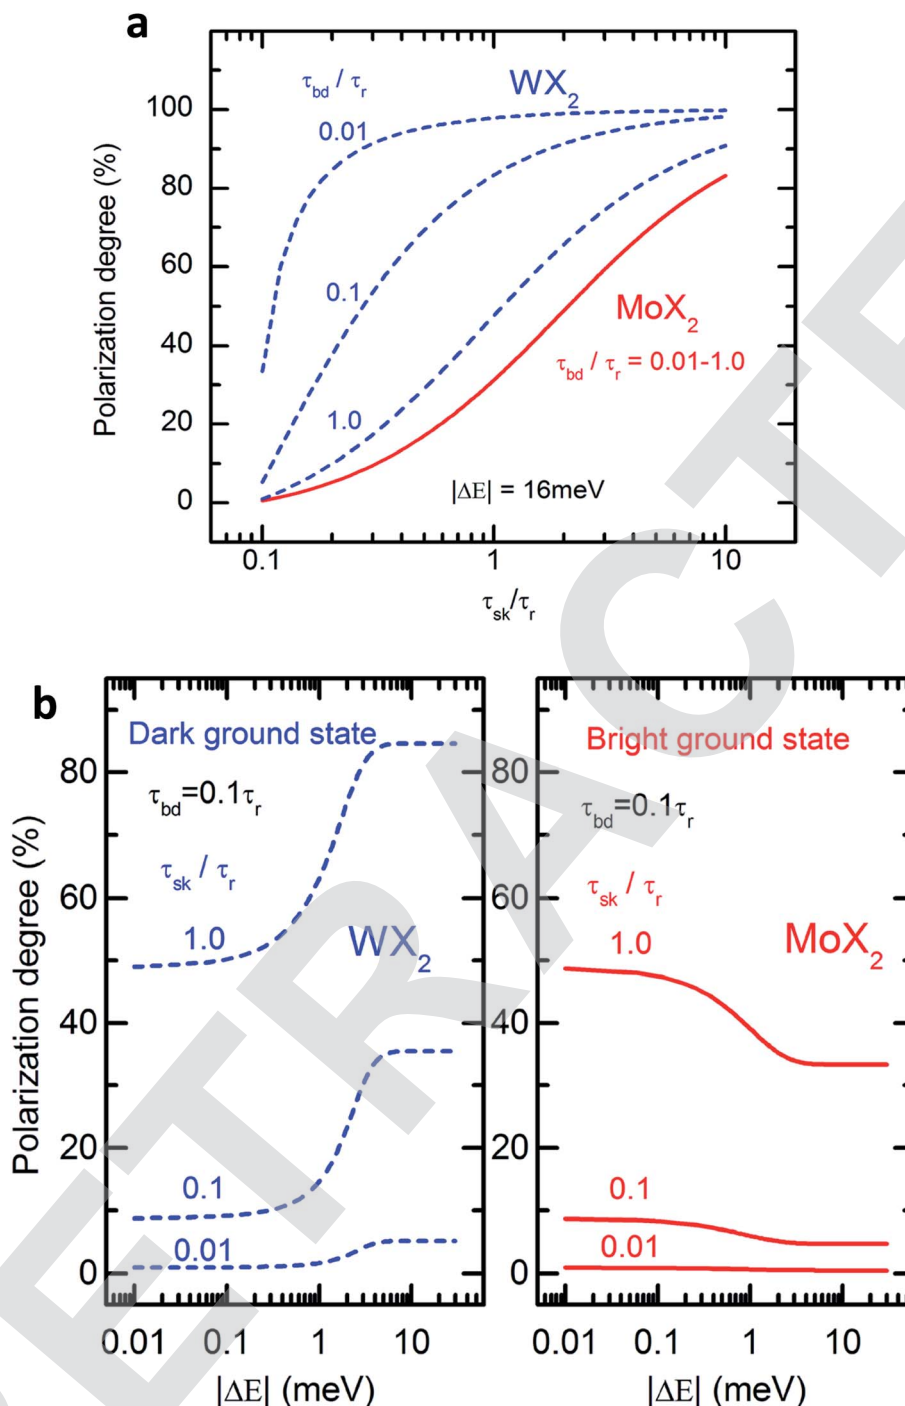 a
τbd / τr
WX2
0.01
0.1
1.0
MoX2
τbd / τr = 0.01-1.0
|ΔE| = 16meV
Polarization degree (%)
100
80
60
40
20
0
0.1
1
10
τsk/τr
b
Dark ground state
τbd=0.1τr
τsk / τr
1.0
WX2
0.1
0.01
Polarization degree (%)
80
60
40
20
0
0.01
0.1
1
10
|ΔE| (meV)
Bright ground state
τbd=0.1τr
τsk / τr
1.0
MoX2
0.1
0.01
80
60
40
20
0
0.01
0.1
1
10
|ΔE| (meV)
RETRACTE